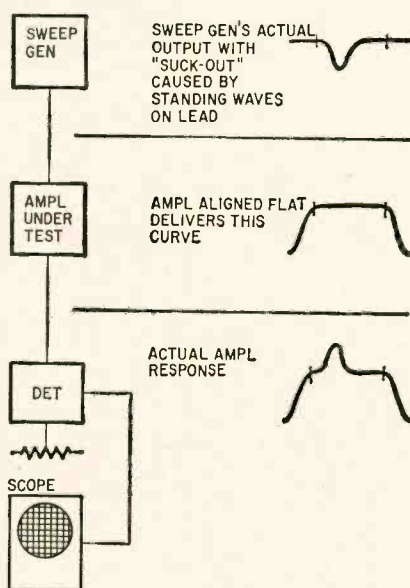 SWEEP
GEN
SWEEP GEN'S ACTUAL
OUTPUT WITH
"SUCK-OUT"
CAUSED BY
STANDING WAVES
ON LEAD
AMPL
UNDER
TEST
AMPL ALIGNED FLAT
DELIVERS THIS
CURVE
ACTUAL AMPL
RESPONSE
DET
SCOPE